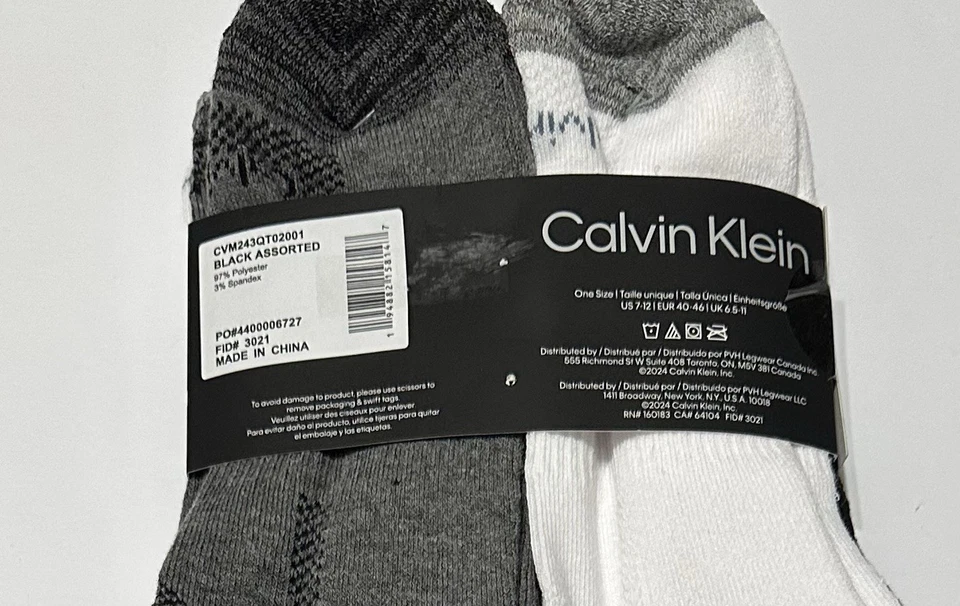 CVM243QT02001
BLACK ASSORTED
97% Polyester
3% Spandex
PO#4400006727
FID# 3021
MADE IN CHINA
1 94882 15814 7
To avoid damage to product, please use scissors to
remove packaging & swift tags.
Veuillez utiliser des ciseaux pour enlever
Para evitar daño al producto, utilice tijeras para quitar
el embalaje y las etiquetas.
Calvin Klein
One Size | Taille unique | Talla Única | Einheitsgröße
US 7-12 | EUR 40-46 | UK 6.5-11
Distributed by / Distribué par / Distribuido por PVH Legwear Canada Inc.
555 Richmond St W Suite 408 Toronto, ON, M5V 3B1 Canada
©2024 Calvin Klein, Inc.
Distributed by / Distribué par / Distribuido por PVH Legwear LLC
1411 Broadway, New York, N.Y., U.S.A. 10018
©2024 Calvin Klein, Inc.
RN# 160183 CA# 64104 FID# 3021